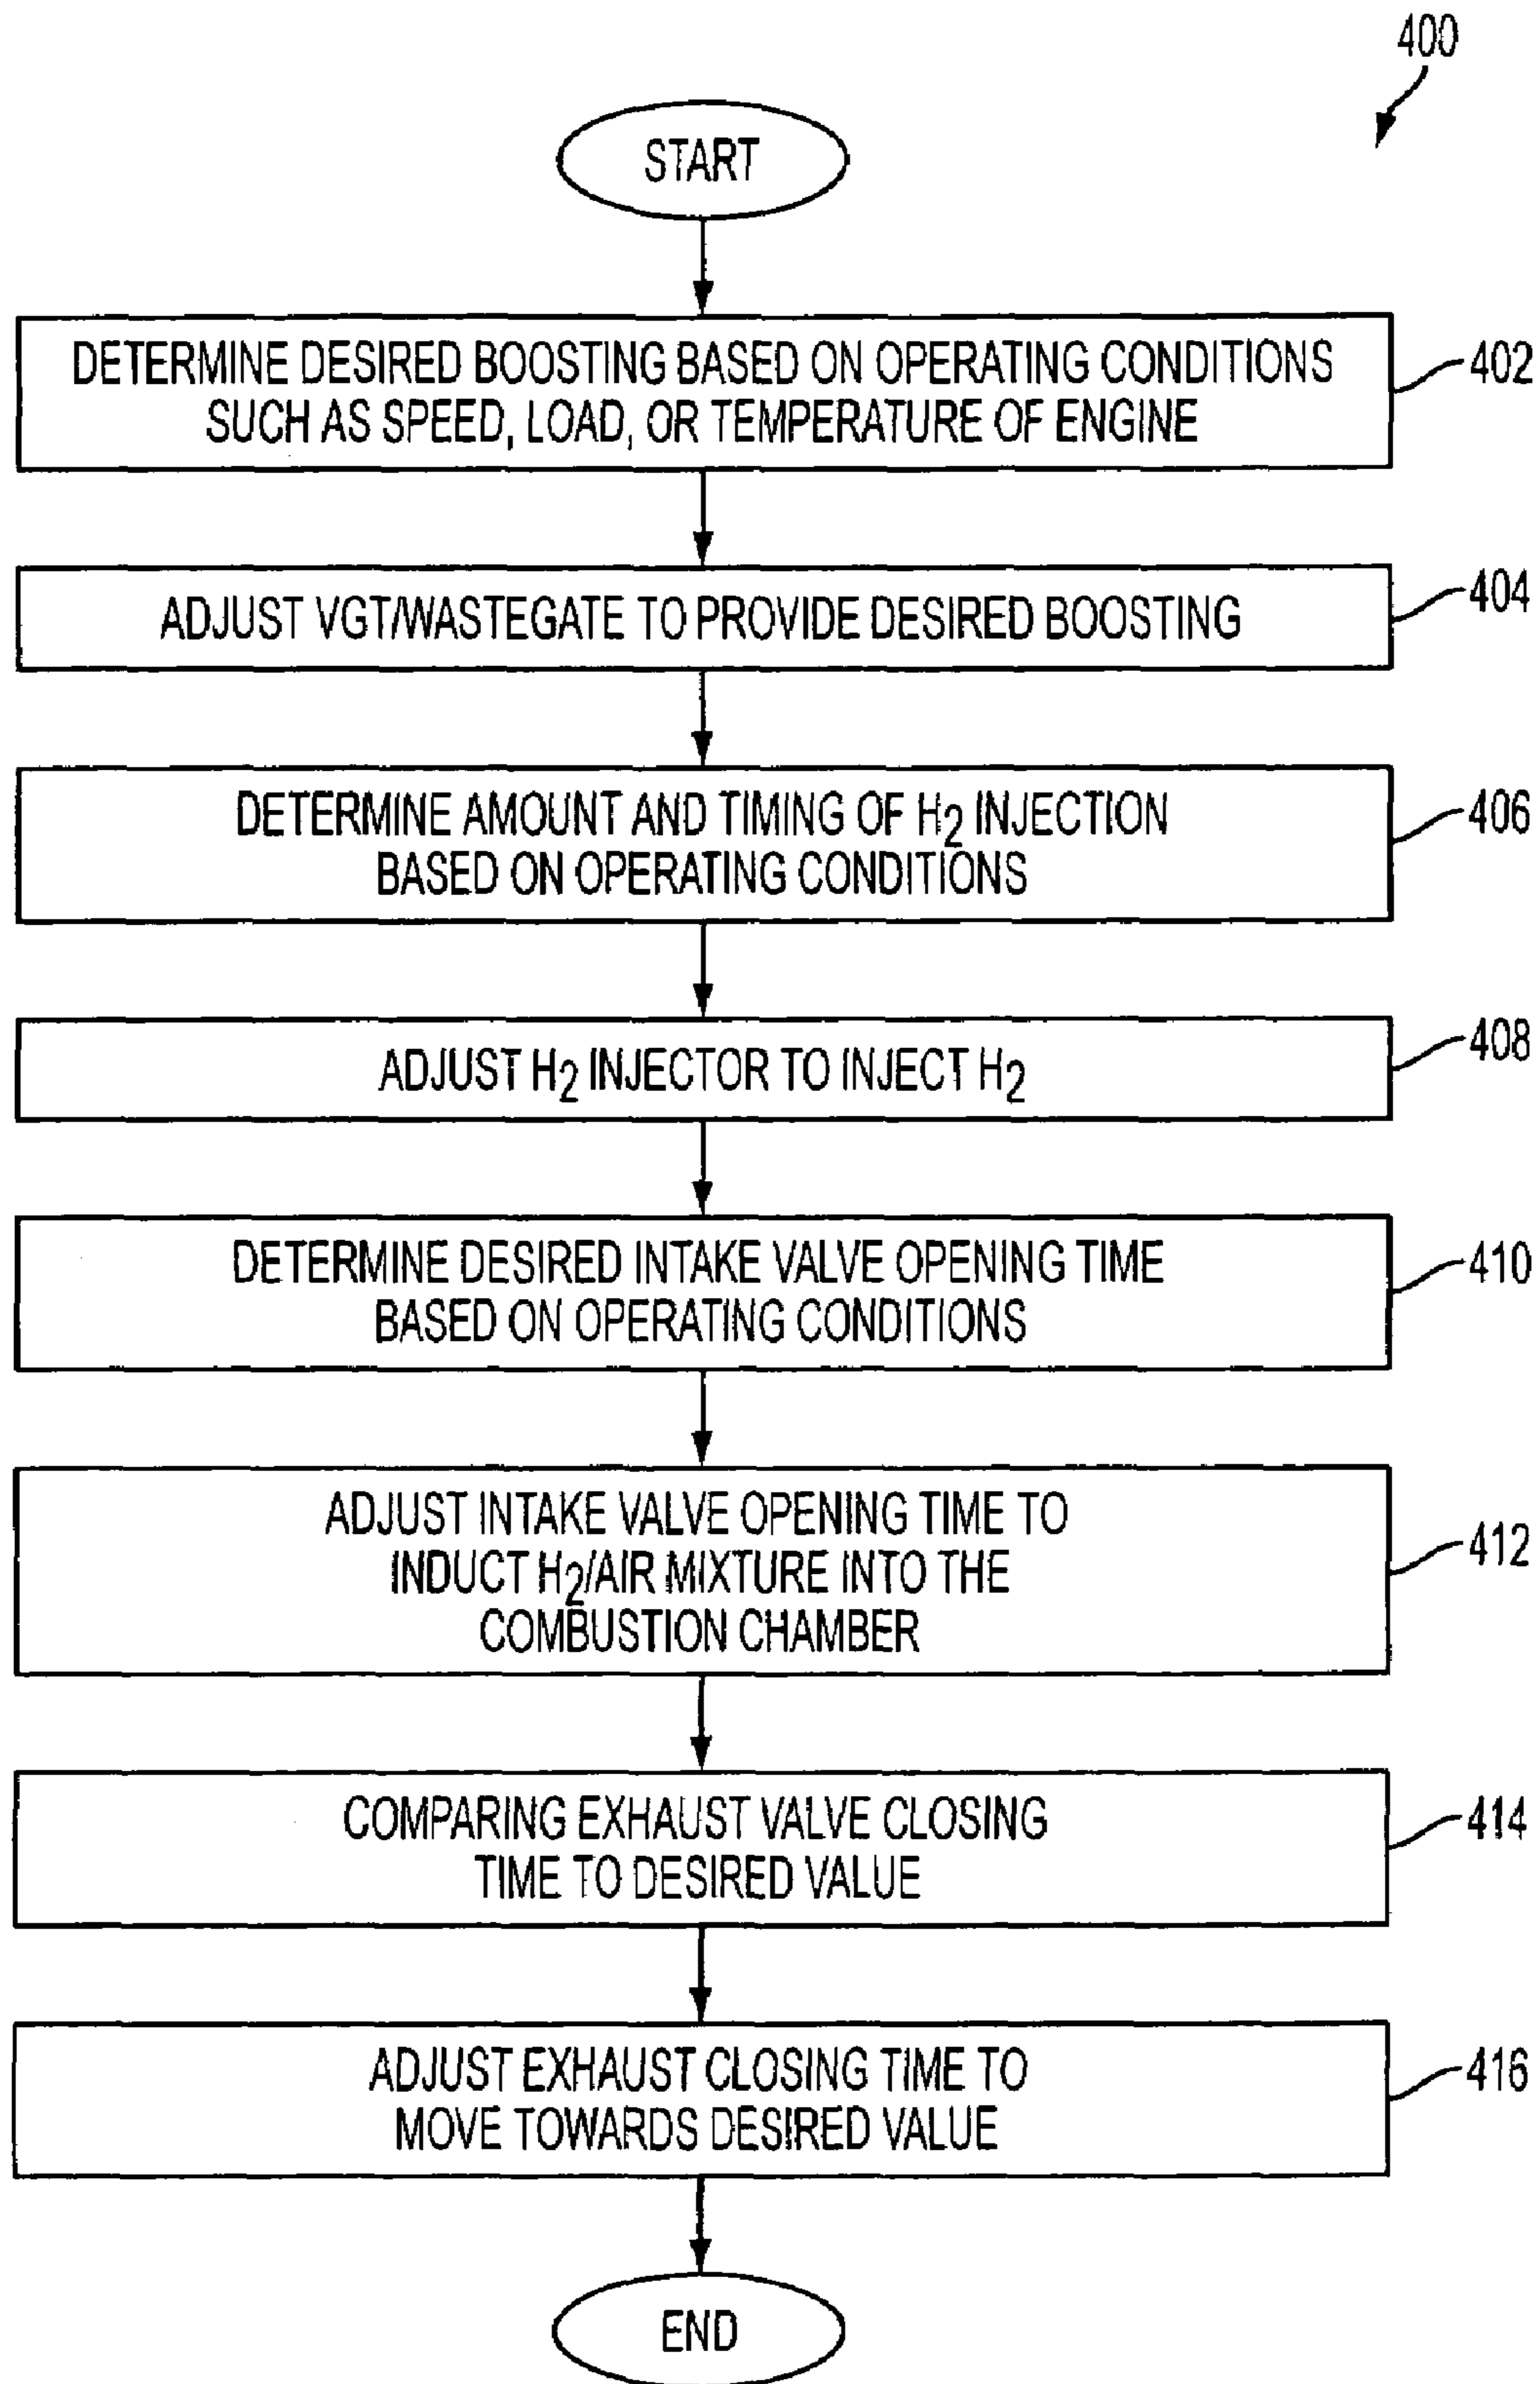 400
START
DETERMINE DESIRED BOOSTING BASED ON OPERATING CONDITIONS
SUCH AS SPEED, LOAD, OR TEMPERATURE OF ENGINE
402
ADJUST VGT/WASTEGATE TO PROVIDE DESIRED BOOSTING
404
DETERMINE AMOUNT AND TIMING OF H2 INJECTION
BASED ON OPERATING CONDITIONS
406
ADJUST H2 INJECTOR TO INJECT H2
408
DETERMINE DESIRED INTAKE VALVE OPENING TIME
BASED ON OPERATING CONDITIONS
410
ADJUST INTAKE VALVE OPENING TIME TO
INDUCT H2/AIR MIXTURE INTO THE
COMBUSTION CHAMBER
412
COMPARING EXHAUST VALVE CLOSING
TIME TO DESIRED VALUE
414
ADJUST EXHAUST CLOSING TIME TO
MOVE TOWARDS DESIRED VALUE
416
END